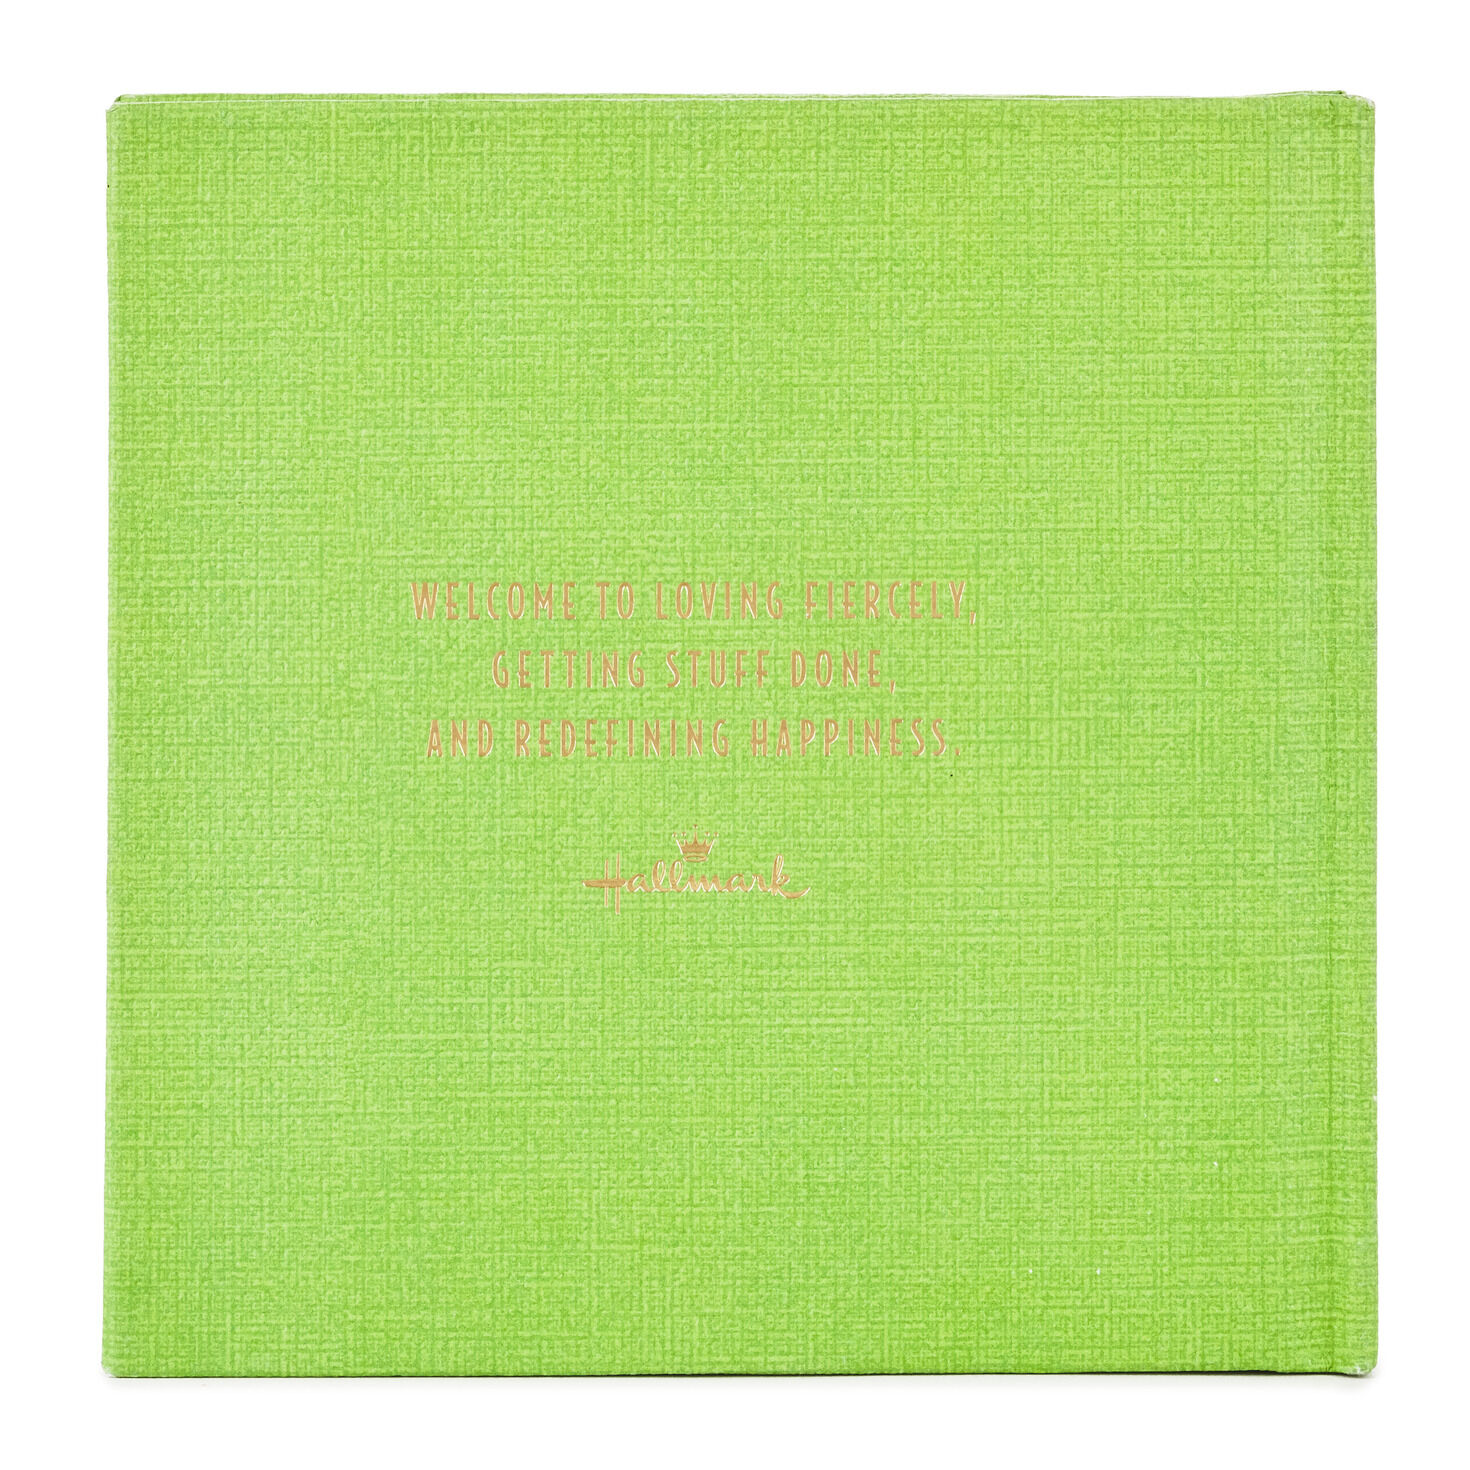 WELCOME TO LOVING FIERCELY,
GETTING STUFF DONE,
AND REDEFINING HAPPINESS.
Hallmark